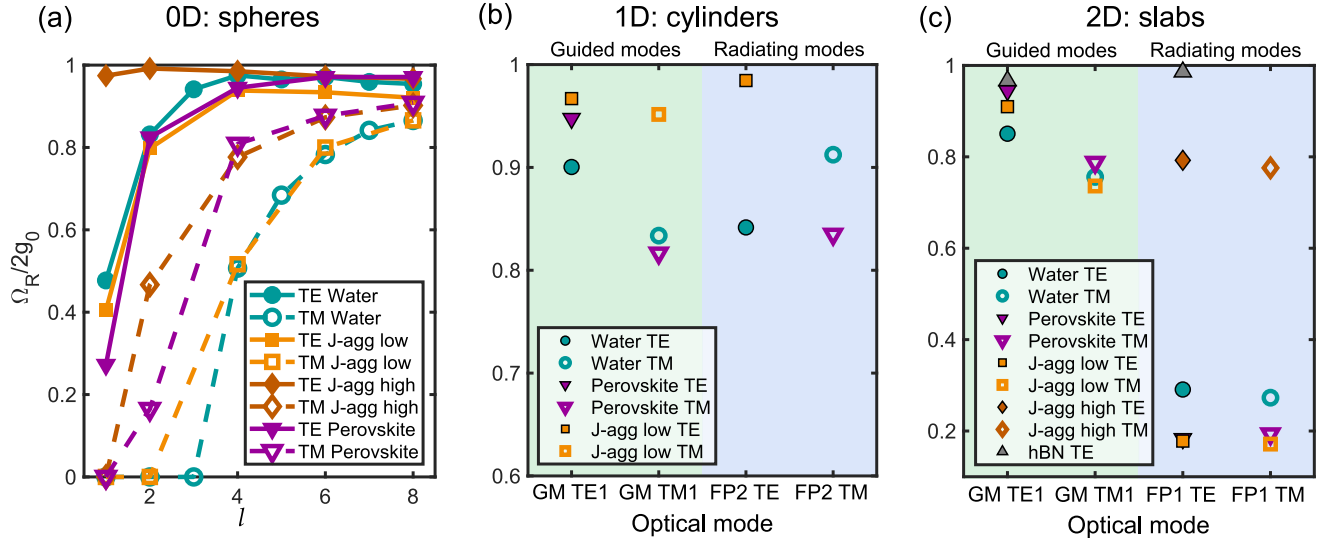 (a)
0D: spheres
Ω_R/2g_0
1
0.8
0.6
0.4
0.2
0
2
4
6
8
l
TE Water
TM Water
TE J-agg low
TM J-agg low
TE J-agg high
TM J-agg high
TE Perovskite
TM Perovskite
(b)
1D: cylinders
Guided modes
Radiating modes
1
0.9
0.8
0.7
0.6
Water TE
Water TM
Perovskite TE
Perovskite TM
J-agg low TE
J-agg low TM
GM TE1
GM TM1
FP2 TE
FP2 TM
Optical mode
(c)
2D: slabs
Guided modes
Radiating modes
1
0.8
0.6
0.4
0.2
Water TE
Water TM
Perovskite TE
Perovskite TM
J-agg low TE
J-agg low TM
J-agg high TE
J-agg high TM
hBN TE
GM TE1
GM TM1
FP1 TE
FP1 TM
Optical mode